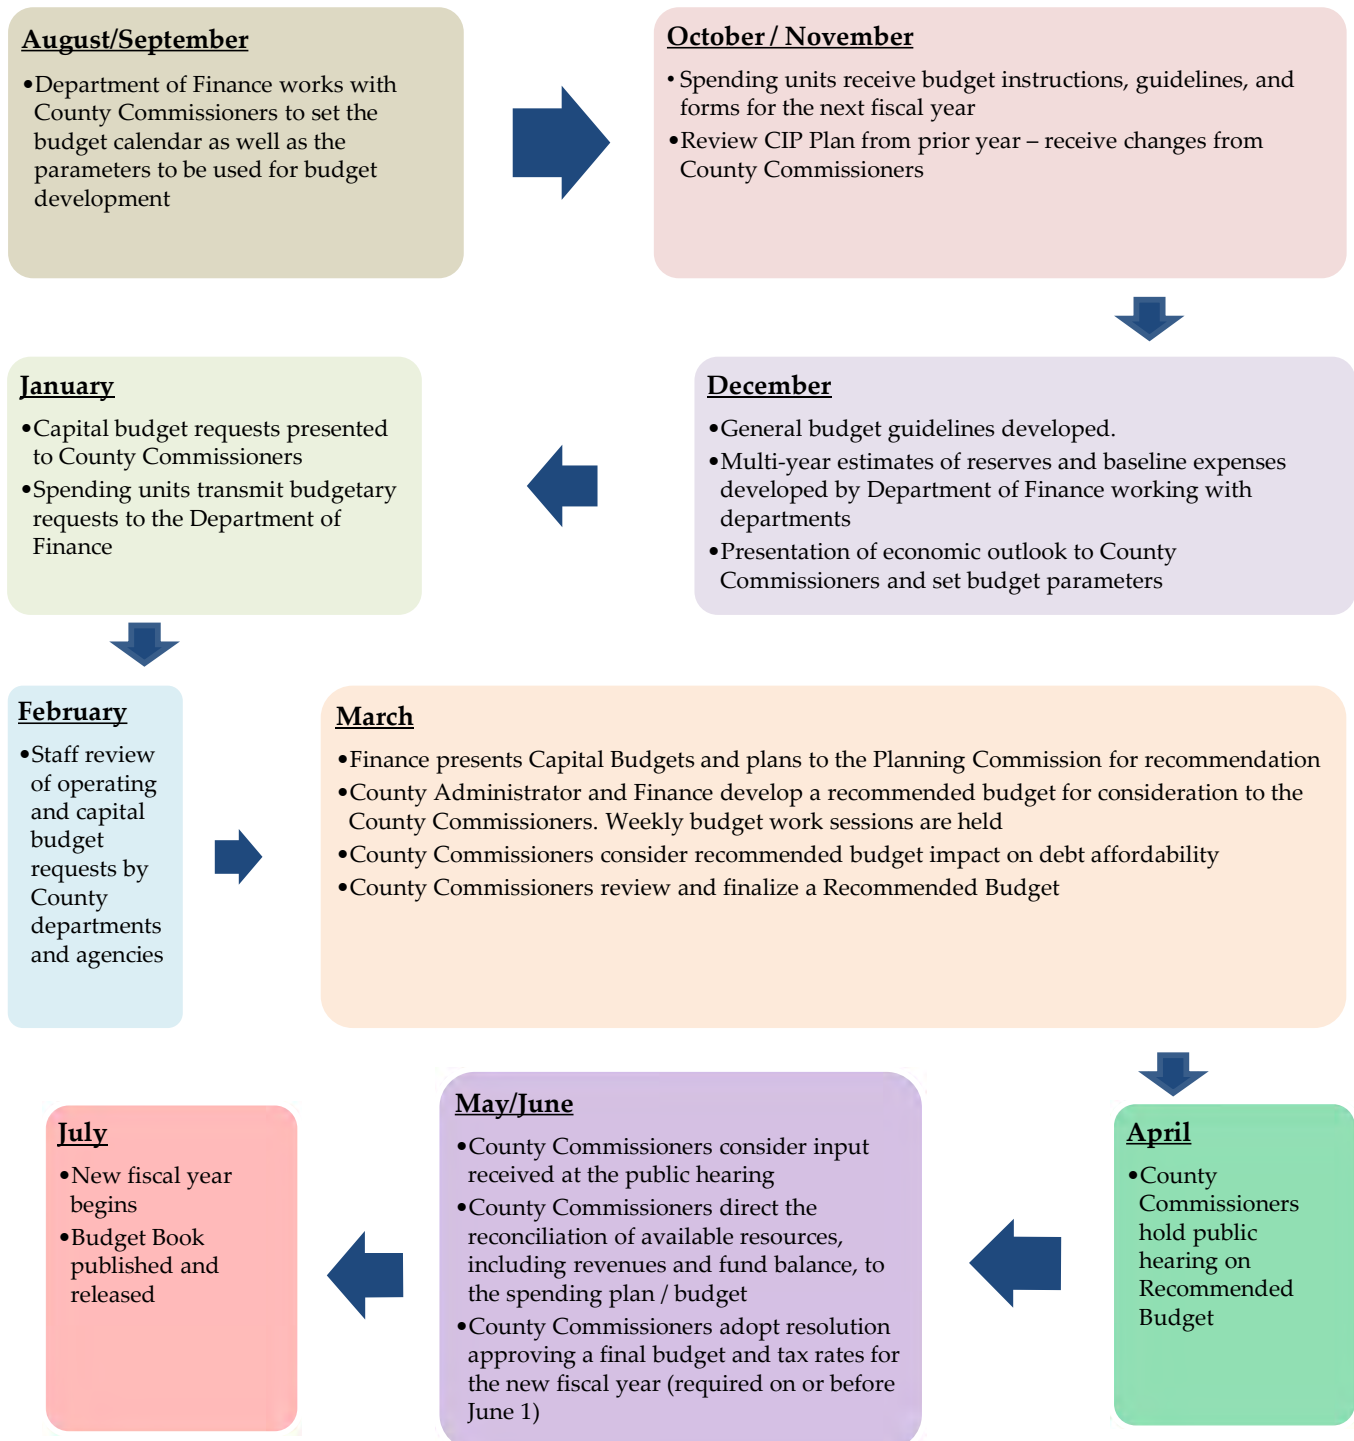 August/September
•Department of Finance works with
County Commissioners to set the
budget calendar as well as the
parameters to be used for budget
development
October / November
• Spending units receive budget instructions, guidelines, and
forms for the next fiscal year
•Review CIP Plan from prior year – receive changes from
County Commissioners
December
•General budget guidelines developed.
•Multi-year estimates of reserves and baseline expenses
developed by Department of Finance working with
departments
•Presentation of economic outlook to County
Commissioners and set budget parameters
January
•Capital budget requests presented
to County Commissioners
•Spending units transmit budgetary
requests to the Department of
Finance
February
•Staff review
of operating
and capital
budget
requests by
County
departments
and agencies
March
•Finance presents Capital Budgets and plans to the Planning Commission for recommendation
•County Administrator and Finance develop a recommended budget for consideration to the
County Commissioners. Weekly budget work sessions are held
•County Commissioners consider recommended budget impact on debt affordability
•County Commissioners review and finalize a Recommended Budget
April
•County
Commissioners
hold public
hearing on
Recommended
Budget
May/June
•County Commissioners consider input
received at the public hearing
•County Commissioners direct the
reconciliation of available resources,
including revenues and fund balance, to
the spending plan / budget
•County Commissioners adopt resolution
approving a final budget and tax rates for
the new fiscal year (required on or before
June 1)
July
•New fiscal year
begins
•Budget Book
published and
released